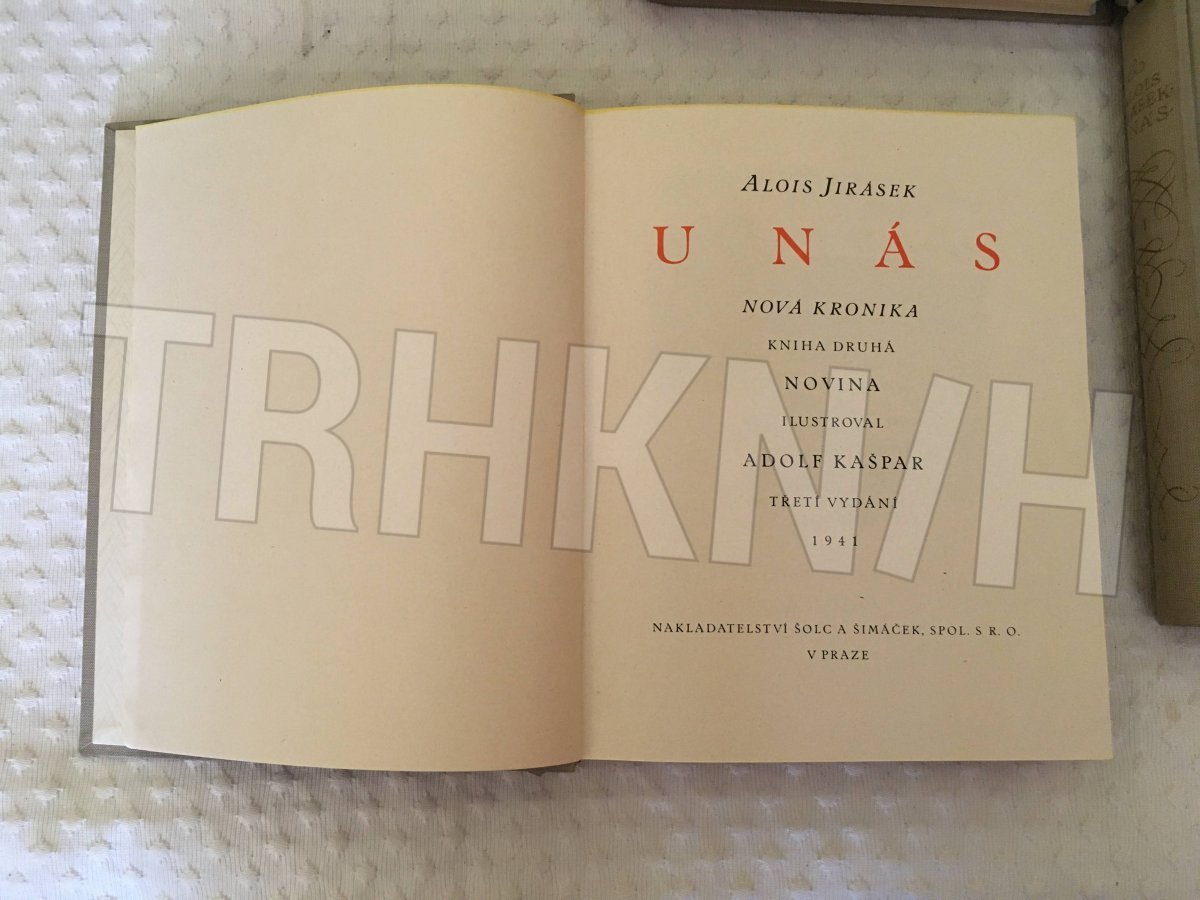 ALOIS JIRÁSEK
U NÁS
NOVÁ KRONIKA
KNIHA DRUHÁ
NOVINA
ILUSTROVAL
ADOLF KAŠPAR
TŘETÍ VYDÁNÍ
1941
NAKLADATELSTVÍ ŠOLC A ŠIMÁČEK, SPOL. S R. O.
V PRAZE
TRHKN/H